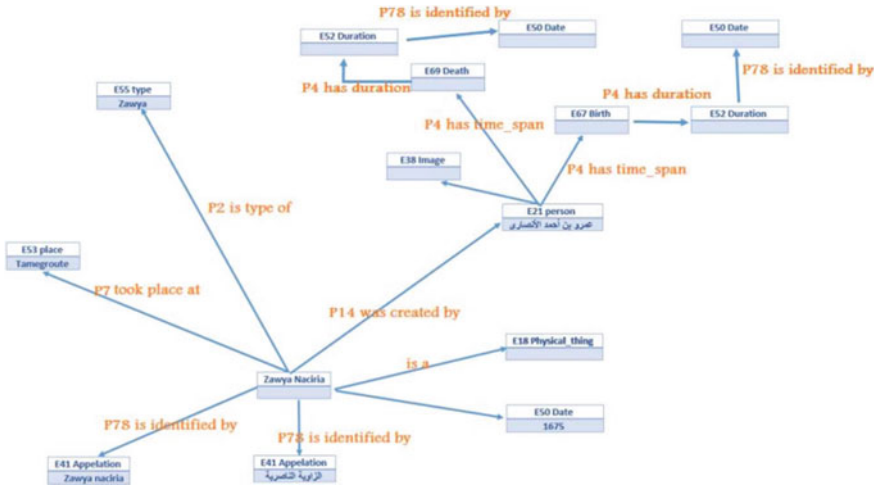 P78 is identified by
E52 Duration
E50 Date
E50 Date
E69 Death
P4 has duration
P78 is identified by
E55 type
Zawya
P4 has duration
P4 has time_span
E67 Birth
E52 Duration
E38 Image
P4 has time_span
P2 is type of
E21 person
عمرو بن أحمد الأنصاري
E53 place
Tamegroute
P7 took place at
P14 was created by
E18 Physical_thing
is a
Zawya Naciria
E50 Date
1675
P78 is identified by
P78 is identified by
E41 Appelation
Zawya naciria
E41 Appelation
الزاوية الناصرية